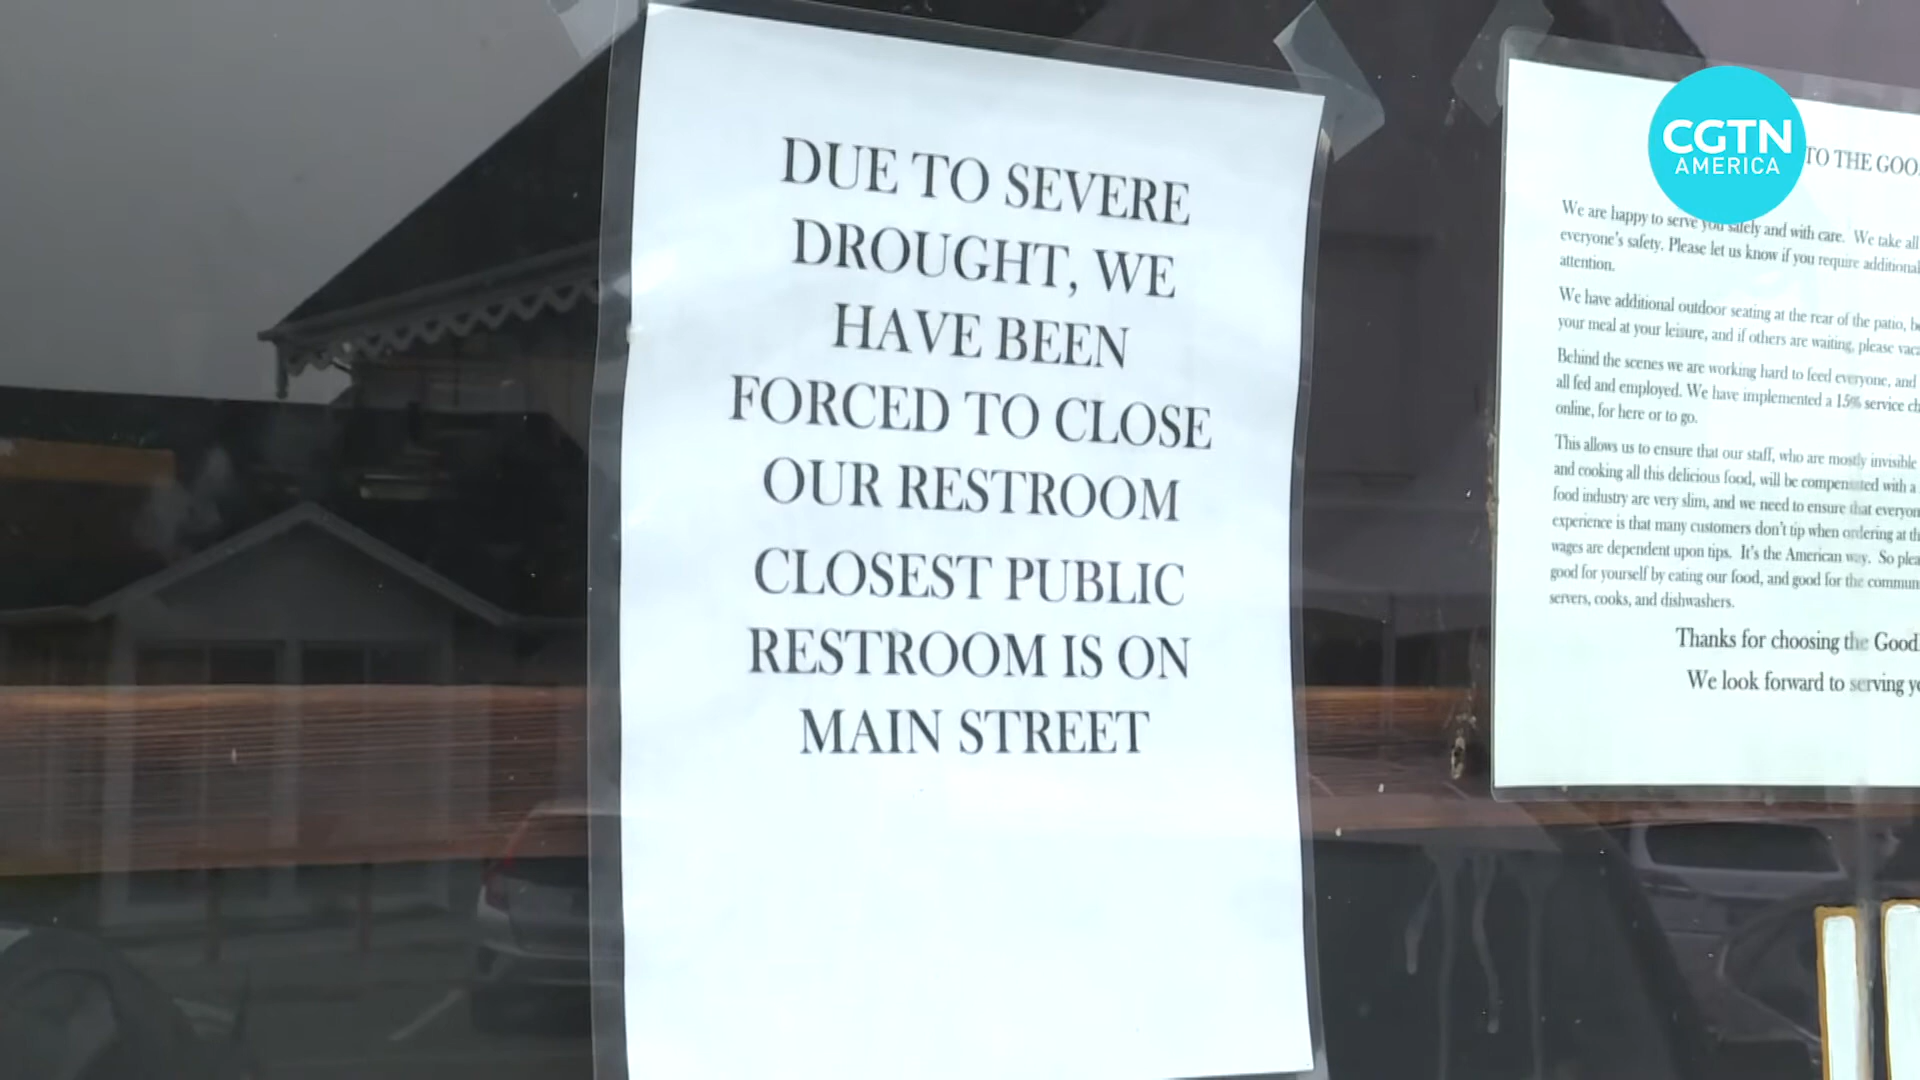 DUE TO SEVERE
DROUGHT, WE
HAVE BEEN
FORCED TO CLOSE
OUR RESTROOM
CLOSEST PUBLIC
RESTROOM IS ON
MAIN STREET
CGTN
AMERICA
TO THE GOO
We are happy to serve you safely and with care. We take all
everyone's safety. Please let us know if you require additional
attention.
We have additional outdoor seating at the rear of the patio,
your meal at your leisure, and if others are waiting, please
Behind the scenes we are working hard to feed everyone, and
all fed and employed. We have implemented a 15% service
online, for here or to go.
This allows us to ensure that our staff, who are mostly invisible
and cooking all this delicious food, will be compensated with a
food industry are very slim, and we need to ensure that everyon
experience is that many customers don't tip when ordering at
wages are dependent upon tips. It's the American way. So
good for yourself by eating our food, and good for the commun
servers, cooks, and dishwashers.
Thanks for choosing the Good
We look forward to serving